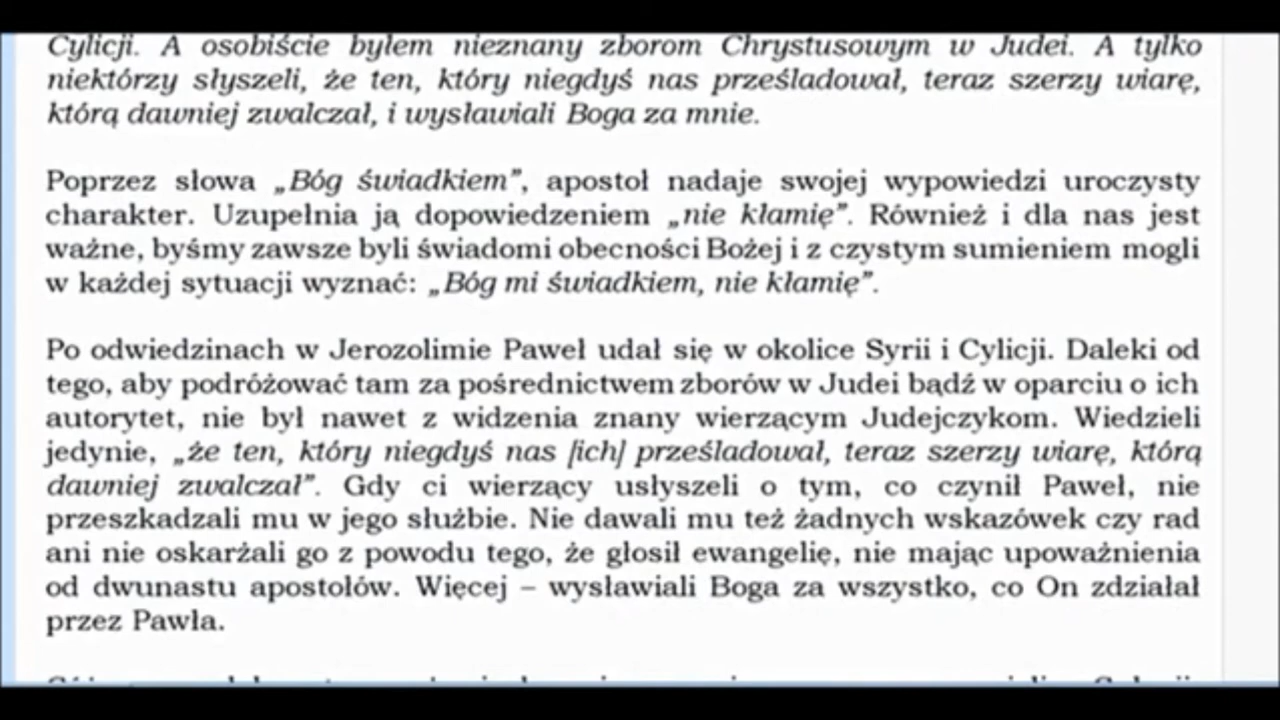 Cylicji. A osobiście byłem nieznany zborom Chrystusowym w Judei. A tylko
niektórzy słyszeli, że ten, który niegdyś nas prześladował, teraz szerzy wiarę,
którą dawniej zwalczał, i wysławiali Boga za mnie.
Poprzez słowa „Bóg świadkiem”, apostoł nadaje swojej wypowiedzi uroczysty
charakter. Uzupełnia ją dopowiedzeniem „nie kłamię”. Również i dla nas jest
ważne, byśmy zawsze byli świadomi obecności Bożej i z czystym sumieniem mogli
w każdej sytuacji wyznać: „Bóg mi świadkiem, nie kłamię”.
Po odwiedzinach w Jerozolimie Paweł udał się w okolice Syrii i Cylicji. Daleki od
tego, aby podróżować tam za pośrednictwem zborów w Judei bądź w oparciu o ich
autorytet, nie był nawet z widzenia znany wierzącym Judejczykom. Wiedzieli
jedynie, „że ten, który niegdyś nas [ich] prześladował, teraz szerzy wiarę, którą
dawniej zwalczał”. Gdy ci wierzący usłyszeli o tym, co czynił Paweł, nie
przeszkadzali mu w jego służbie. Nie dawali mu też żadnych wskazówek czy rad
ani nie oskarżali go z powodu tego, że głosił ewangelię, nie mając upoważnienia
od dwunastu apostołów. Więcej – wysławiali Boga za wszystko, co On zdziałał
przez Pawła.